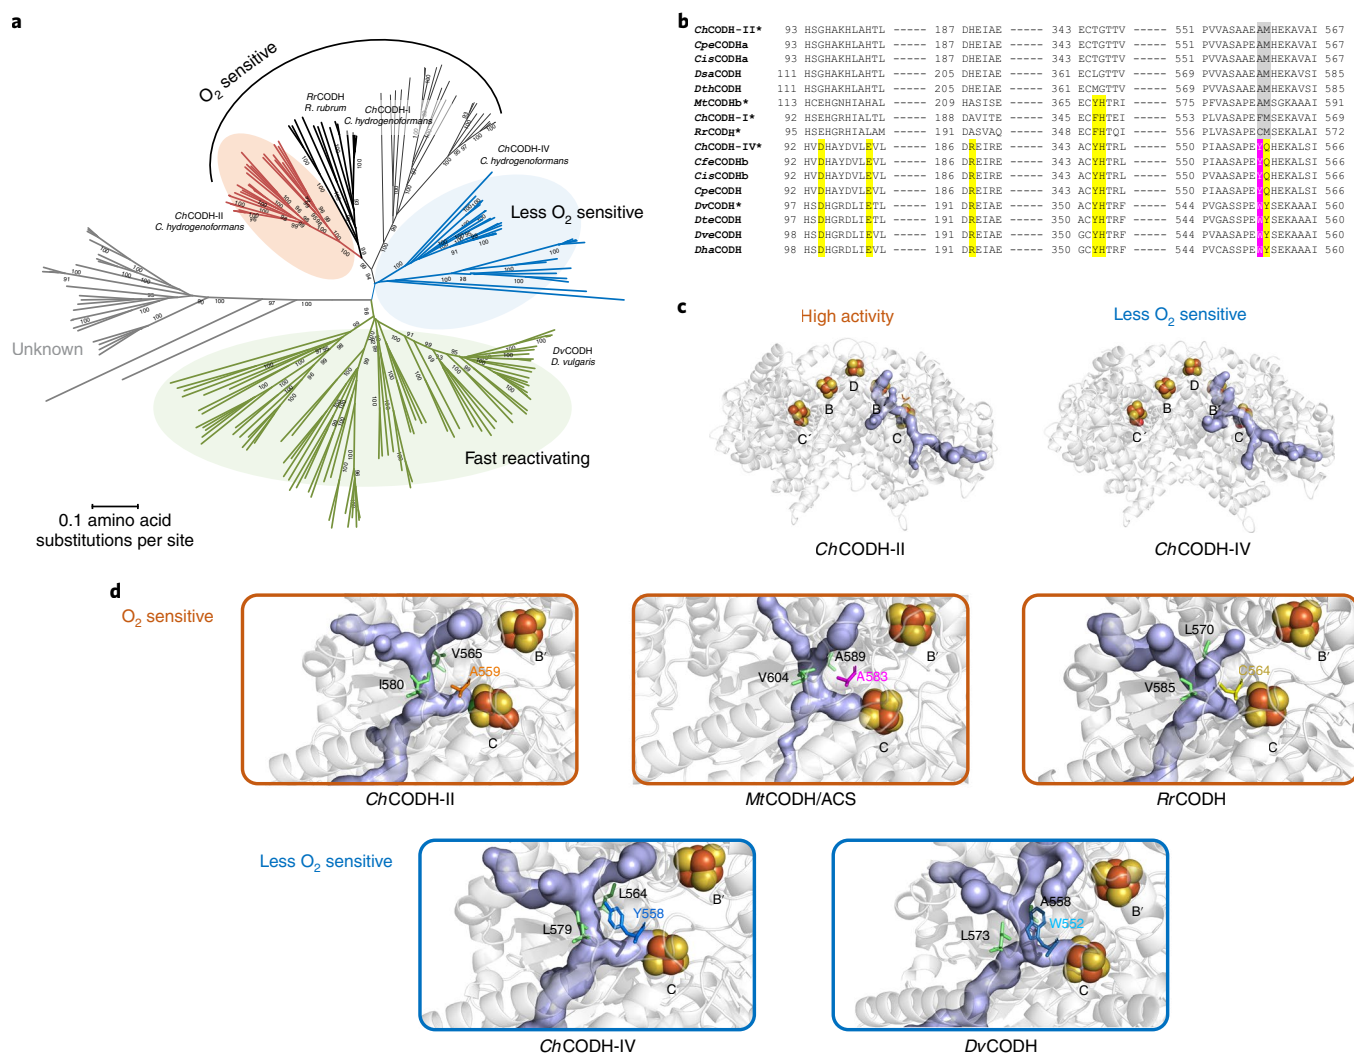 a
O2 sensitive
RrCODH
R. rubrum
ChCODH-I
C. hydrogenoformans
ChCODH-IV
C. hydrogenoformans
ChCODH-II
C. hydrogenoformans
Less O2 sensitive
Unknown
DvCODH
D. vulgaris
Fast reactivating
0.1 amino acid
substitutions per site
b
ChCODH-II* 93 HSGHAKHLAHTL ----- 187 DHEIAE ----- 343 ECTGTTV ----- 551 PVVASAAEAMHEKAVAI 567
CpeCODHa 93 HSGHAKHLAHTL ----- 187 DHEIAE ----- 343 ECTGTTV ----- 551 PVVASAAEAMHEKAVAI 567
CisCODHa 93 HSGHAKHLAHTL ----- 187 DHEIAE ----- 343 ECTGTTV ----- 551 PVVASAAEAMHEKAVAI 567
DsaCODH 111 HSGHAKHLAHTL ----- 205 DHEIAE ----- 361 ECLGTTV ----- 569 PVVASAAEAMHEKAVSI 585
DthCODH 111 HSGHAKHLAHTL ----- 205 DHEIAE ----- 361 ECMGTTV ----- 569 PVVASAAEAMHEKAVAI 585
MtCODHb* 113 HCEHGNHIAHAL ----- 209 HASISE ----- 365 ECYHTRI ----- 575 PVVASAPEAMSGKAAAI 591
ChCODH-I* 92 HSEHGRHIALTL ----- 188 DAVITE ----- 346 ECFHTEI ----- 553 PLVASAPEFMSEKAVAI 569
RrCODH* 95 HSEHGRHIALAM ----- 191 DASVAQ ----- 348 ECFHTQI ----- 556 PLVASAPECMSEKALAI 572
ChCODH-IV* 92 HVDHAYDVLEVL ----- 186 DREIRE ----- 343 ACYHTRL ----- 550 PIAASAPEYQHEKALSI 566
CfeCODHb 92 HVDHAYDVLEVL ----- 186 DREIRE ----- 343 ACYHTRL ----- 550 PIAASAPEYQHEKALSI 566
CisCODHb 92 HVDHAYDVLEVL ----- 186 DREIRE ----- 343 ACYHTRL ----- 550 PIAASAPEYQHEKALSI 566
CpeCODH 92 HVDHAYDVLEVL ----- 186 DREIRE ----- 343 ACYHTRL ----- 550 PIAASAPEYQHEKALSI 566
DvCODH* 97 HSDHGRDLIETL ----- 191 DREIAE ----- 350 ACYHTRF ----- 544 PVGASSPEWYSEKAAAI 560
DteCODH 97 HSDHGRDLIETL ----- 191 DREIAE ----- 350 ACYHTRF ----- 544 PVGASSPEWYSEKAAAI 560
DveCODH 98 HSDHGRDLIEVL ----- 191 DREIAE ----- 350 GCYHTRF ----- 544 PVGASSPEWYSEKAAAI 560
DhaCODH 98 HSDHGRDLIEVL ----- 191 DREIAE ----- 350 GCYHTRF ----- 544 PVCASSPEWYSEKAAAI 560
c
High activity
Less O2 sensitive
D
B
B'
C'
C
D
B
B'
C'
C
ChCODH-II
ChCODH-IV
d
O2 sensitive
V565
I580
A559
B'
C
A589
V604
A583
B'
C
L570
V585
C564
B'
C
ChCODH-II
MtCODH/ACS
RrCODH
Less O2 sensitive
L564
Y558
L579
B'
C
A558
W552
L573
B'
C
ChCODH-IV
DvCODH